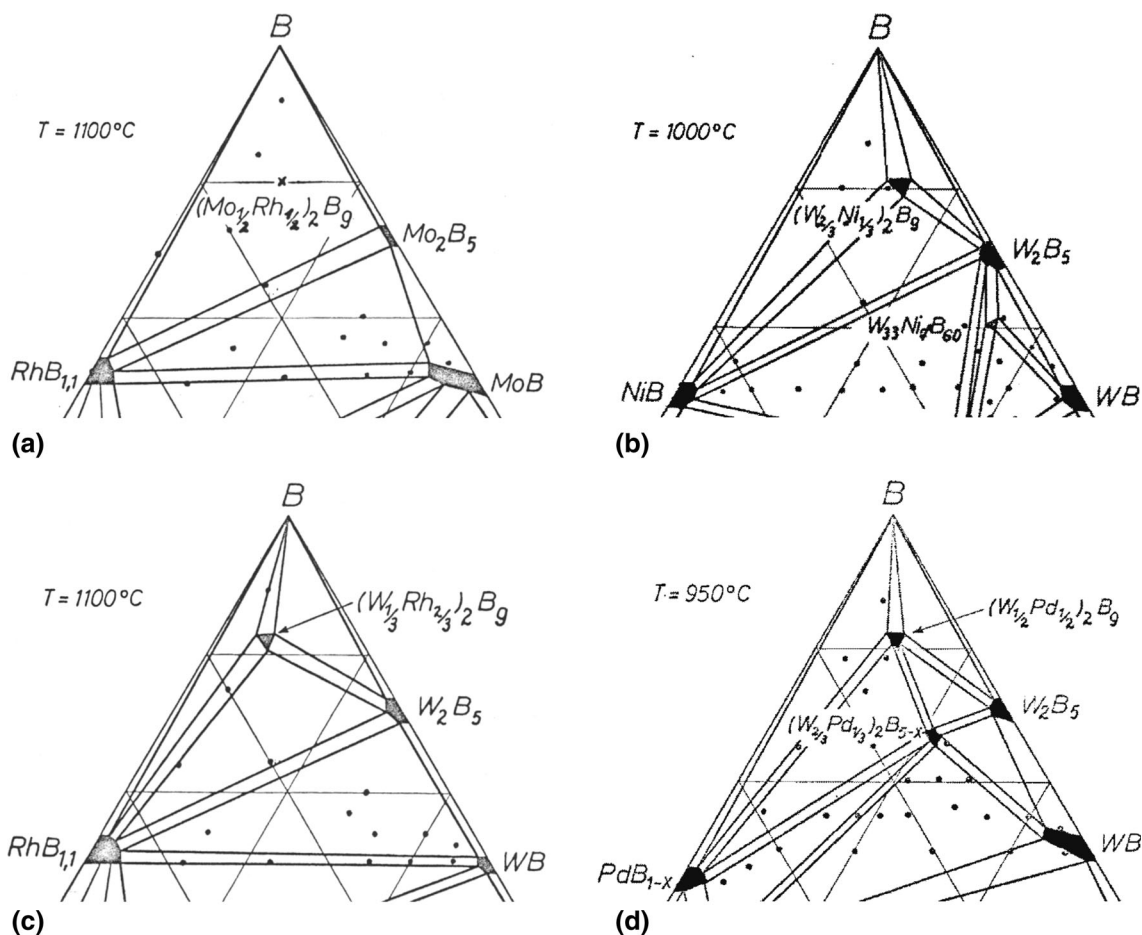 B
T = 1100°C
(Mo½Rh½)₂B₉
Mo₂B₅
RhB₁,₁
MoB
(a)
B
T = 1000°C
(W⅔Ni⅓)₂B₉
W₂B₅
W₃₃Ni₇B₆₀
NiB
WB
(b)
B
T = 1100°C
(W⅓Rh⅔)₂B₉
W₂B₅
RhB₁,₁
WB
(c)
B
T = 950°C
(W½Pd½)₂B₉
W₂B₅
(W⅔Pd⅓)₂B₅₋ₓ
WB
PdB₁₋ₓ
(d)